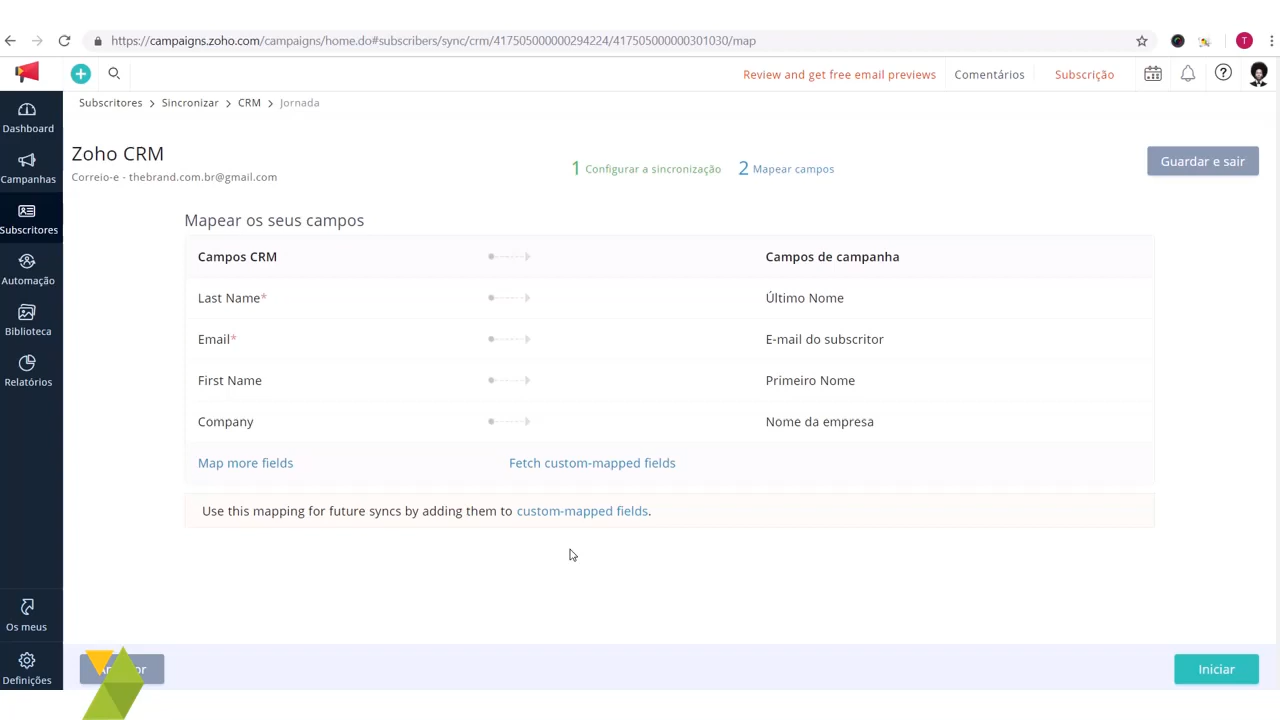 https://campaigns.zoho.com/campaigns/home.do#subscribers/sync/crm/417505000000294224/417505000000301030/map
T
Review and get free email previews
Comentários
Subscrição
Subscritores > Sincronizar > CRM > Jornada
Dashboard
Campanhas
Subscritores
Automação
Biblioteca
Relatórios
Os meus
Definições
Zoho CRM
Correio-e - thebrand.com.br@gmail.com
1 Configurar a sincronização 2 Mapear campos
Guardar e sair
Mapear os seus campos
Campos CRM Campos de campanha
Last Name* Último Nome
Email* E-mail do subscritor
First Name Primeiro Nome
Company Nome da empresa
Map more fields Fetch custom-mapped fields
Use this mapping for future syncs by adding them to custom-mapped fields.
Iniciar